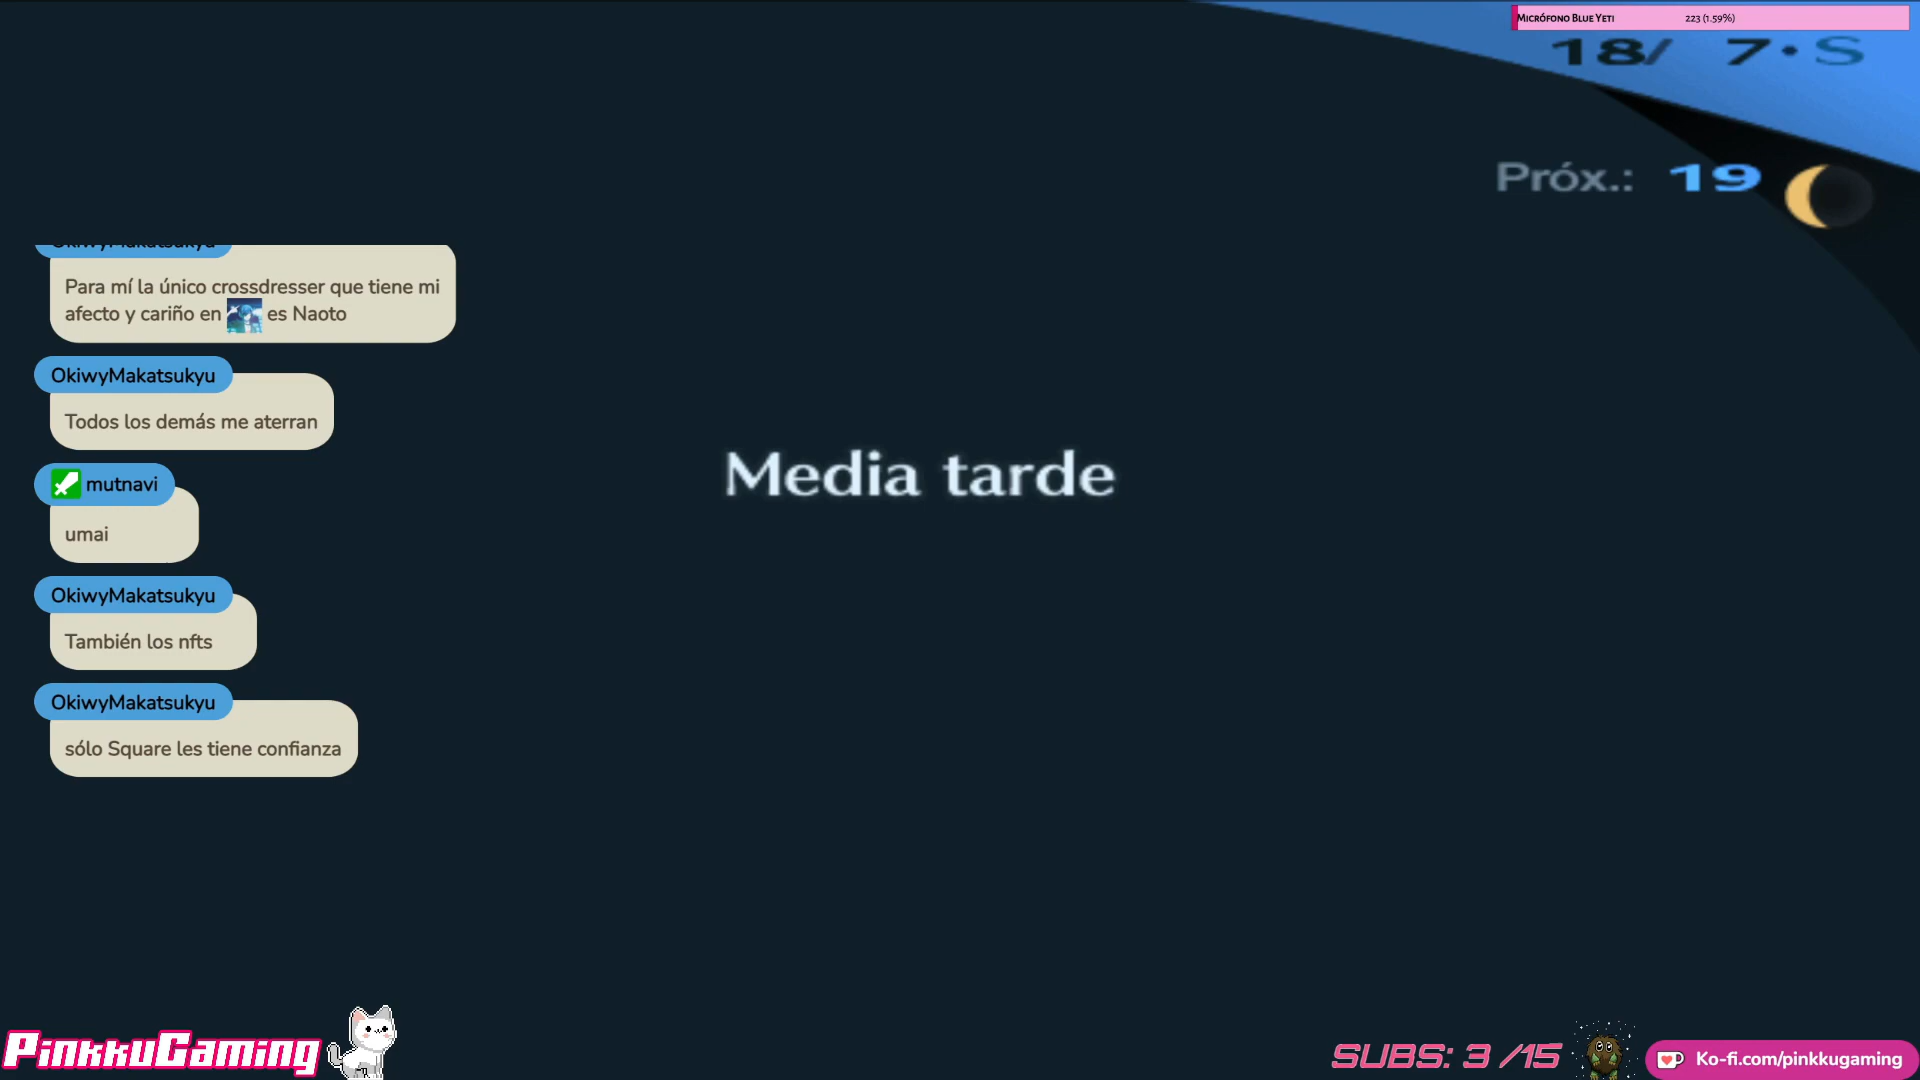 Micrófono Blue Yeti 223 (1.59%)
18/ 7・S
Próx.: 19
OkiwyMakatsukyu
Para mí la único crossdresser que tiene mi
afecto y cariño en es Naoto
OkiwyMakatsukyu
Todos los demás me aterran
mutnavi
umai
OkiwyMakatsukyu
También los nfts
OkiwyMakatsukyu
sólo Square les tiene confianza
Media tarde
PinkkuGaming
SUBS: 3 /15
Ko-fi.com/pinkkugaming